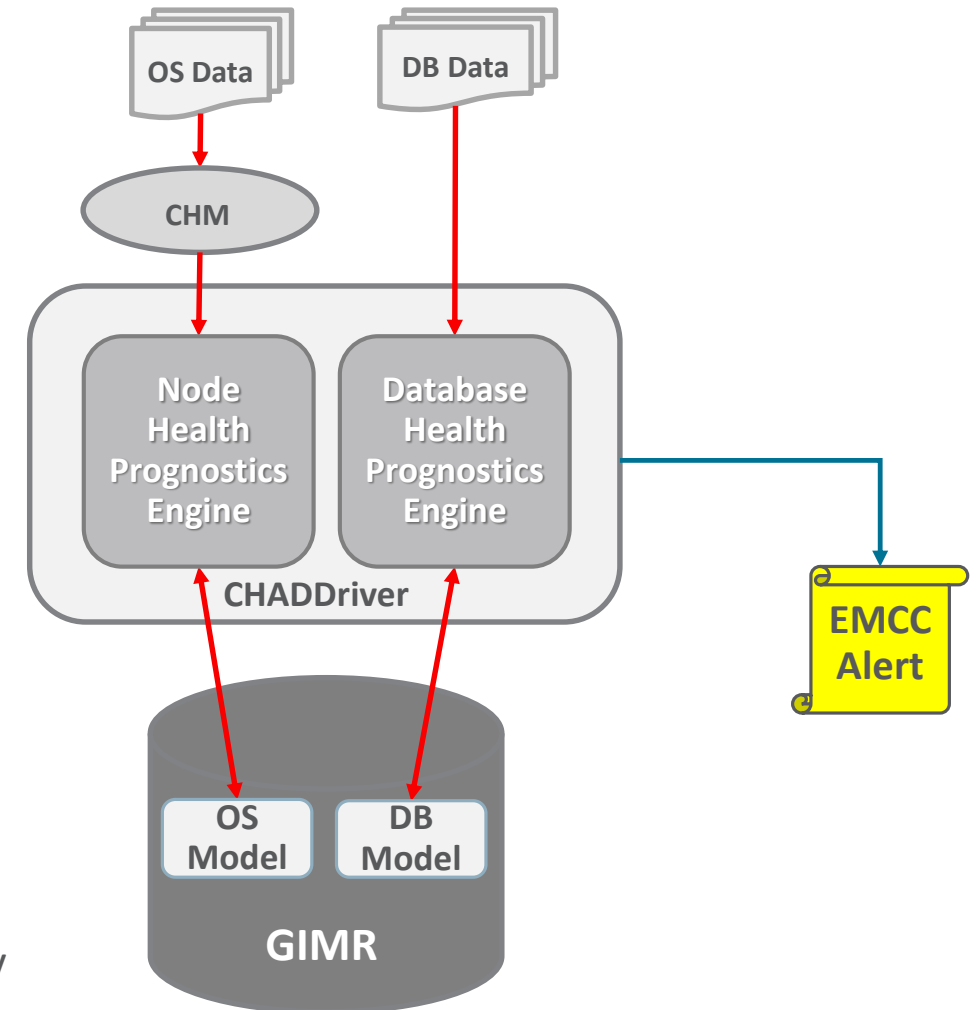 OS Data
DB Data
CHM
Node
Health
Prognostics
Engine
Database
Health
Prognostics
Engine
CHADDriver
EMCC
Alert
OS
Model
DB
Model
GIMR
y